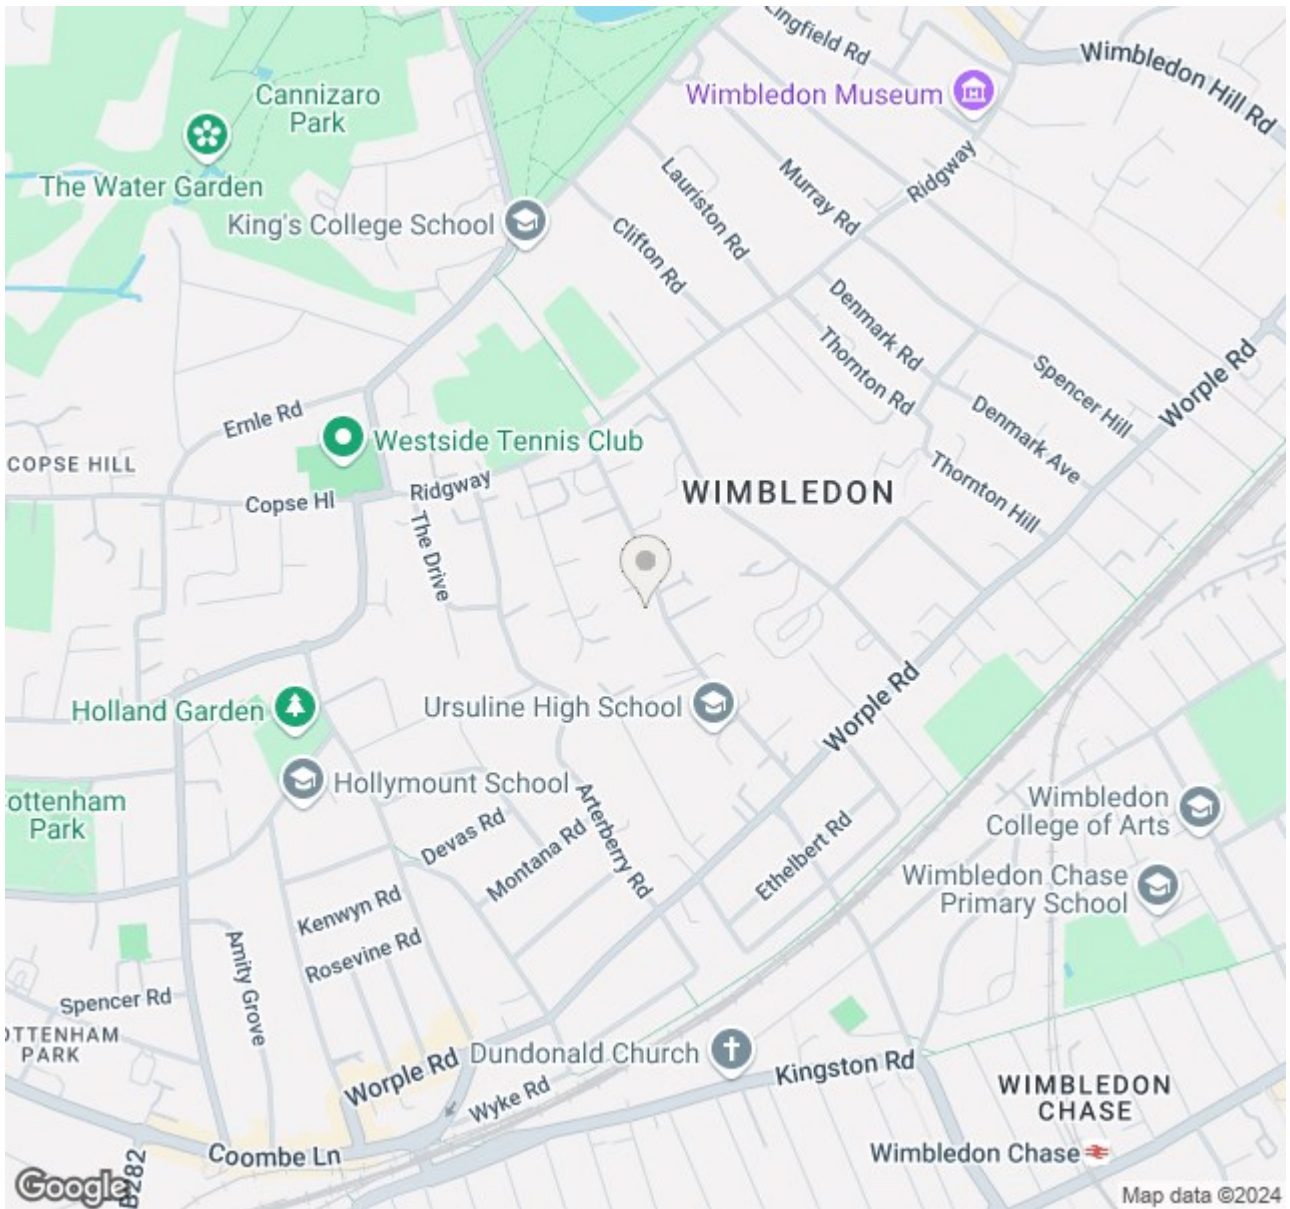 Lingfield Rd
Wimbledon Hill Rd
Cannizaro
Park
Wimbledon Museum
The Water Garden
Lauriston Rd
Murray Rd
Ridgway
King's College School
Clifton Rd
Denmark Rd
Thornton Rd
Spencer Hill
Worple Rd
Ernle Rd
Westside Tennis Club
Denmark Ave
COPSE HILL
Ridgway
WIMBLEDON
Thornton Hill
Copse Hl
The Drive
Ursuline High School
Worple Rd
Holland Garden
Hollymount School
ottenham
Park
Arterberry Rd
Wimbledon
College of Arts
Devas Rd
Montana Rd
Ethelbert Rd
Wimbledon Chase
Primary School
Kenwyn Rd
Rosevine Rd
Amity Grove
Spencer Rd
OTTENHAM
PARK
Dundonald Church
Worple Rd
Kingston Rd
Wyke Rd
WIMBLEDON
CHASE
Coombe Ln
Wimbledon Chase
B282
Google
Map data ©2024